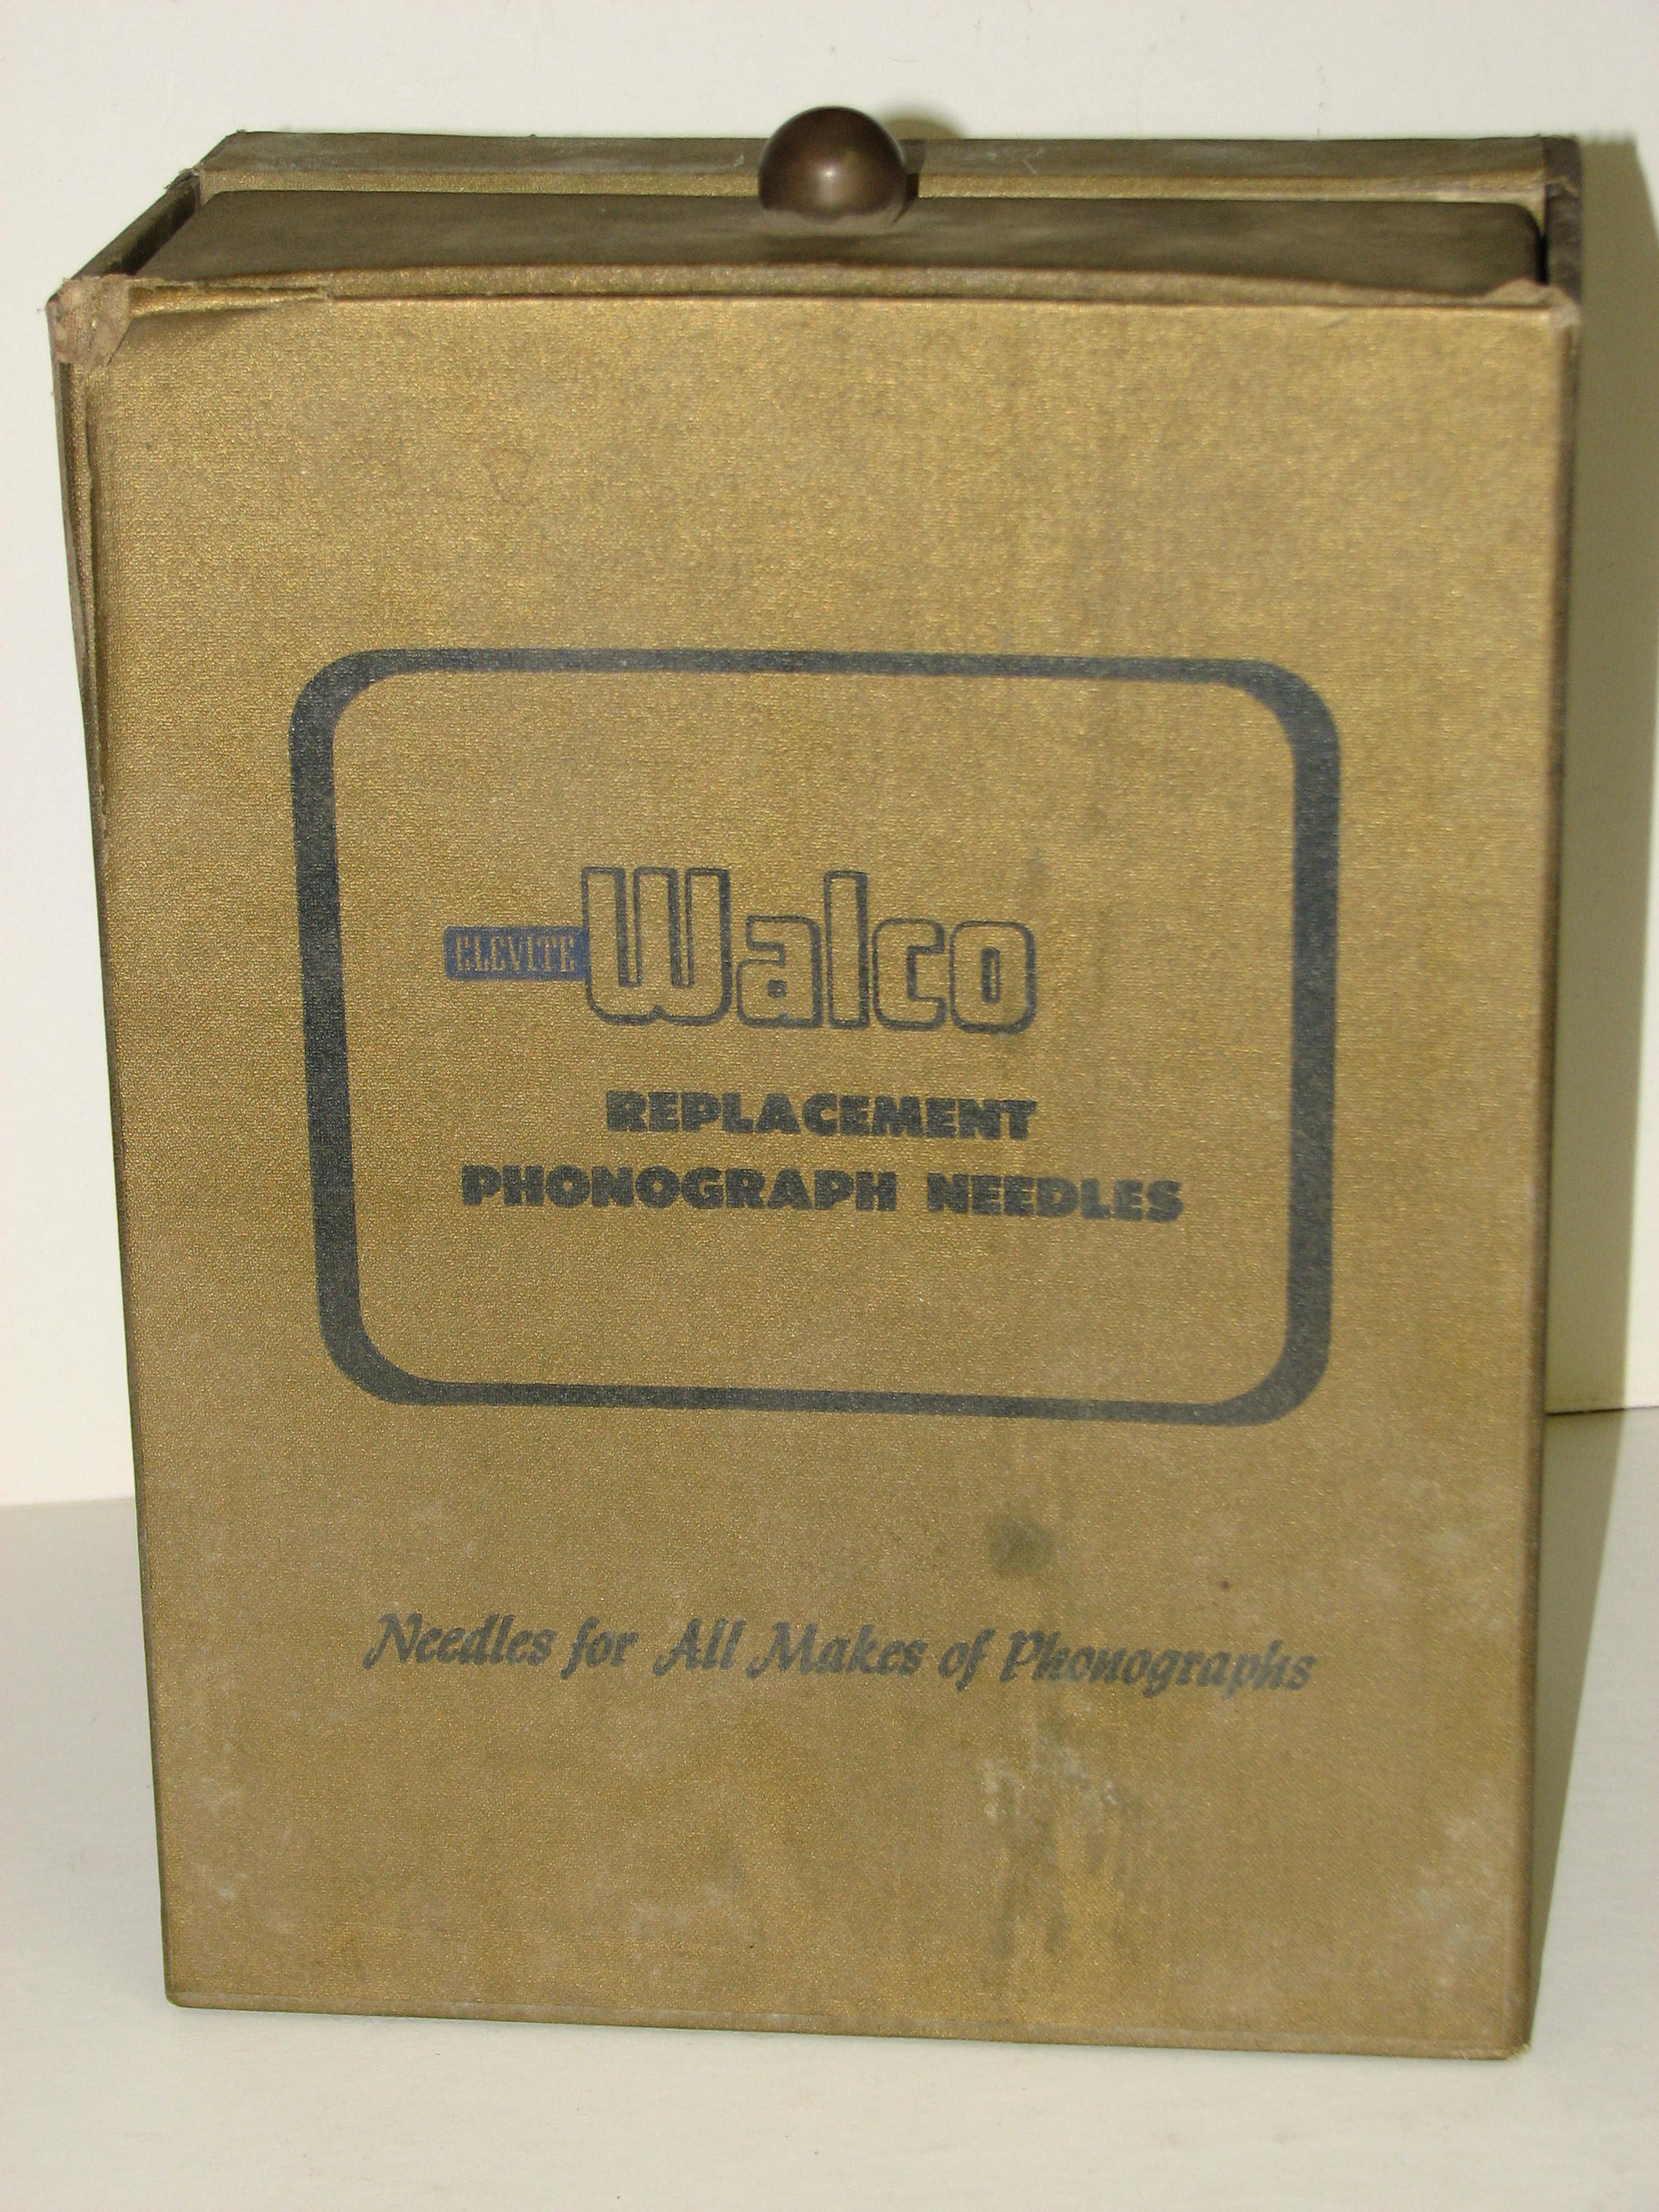 CLEVITE Walco
REPLACEMENT
PHONOGRAPH NEEDLES
Needles for All Makes of Phonographs